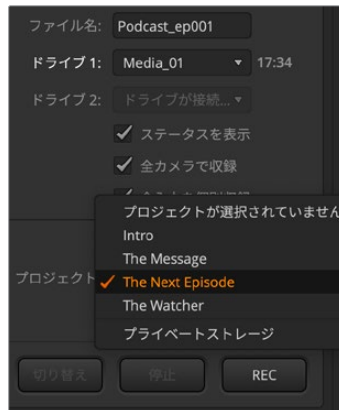 ファイル名: Podcast_ep001
ドライブ 1: Media_01 17:34
ドライブ 2: ドライブが接続...
ステータスを表示
全カメラで収録
プロジェクトが選択されていません
Intro
The Message
プロジェクト The Next Episode
The Watcher
プライベートストレージ
切り替え 停止 REC